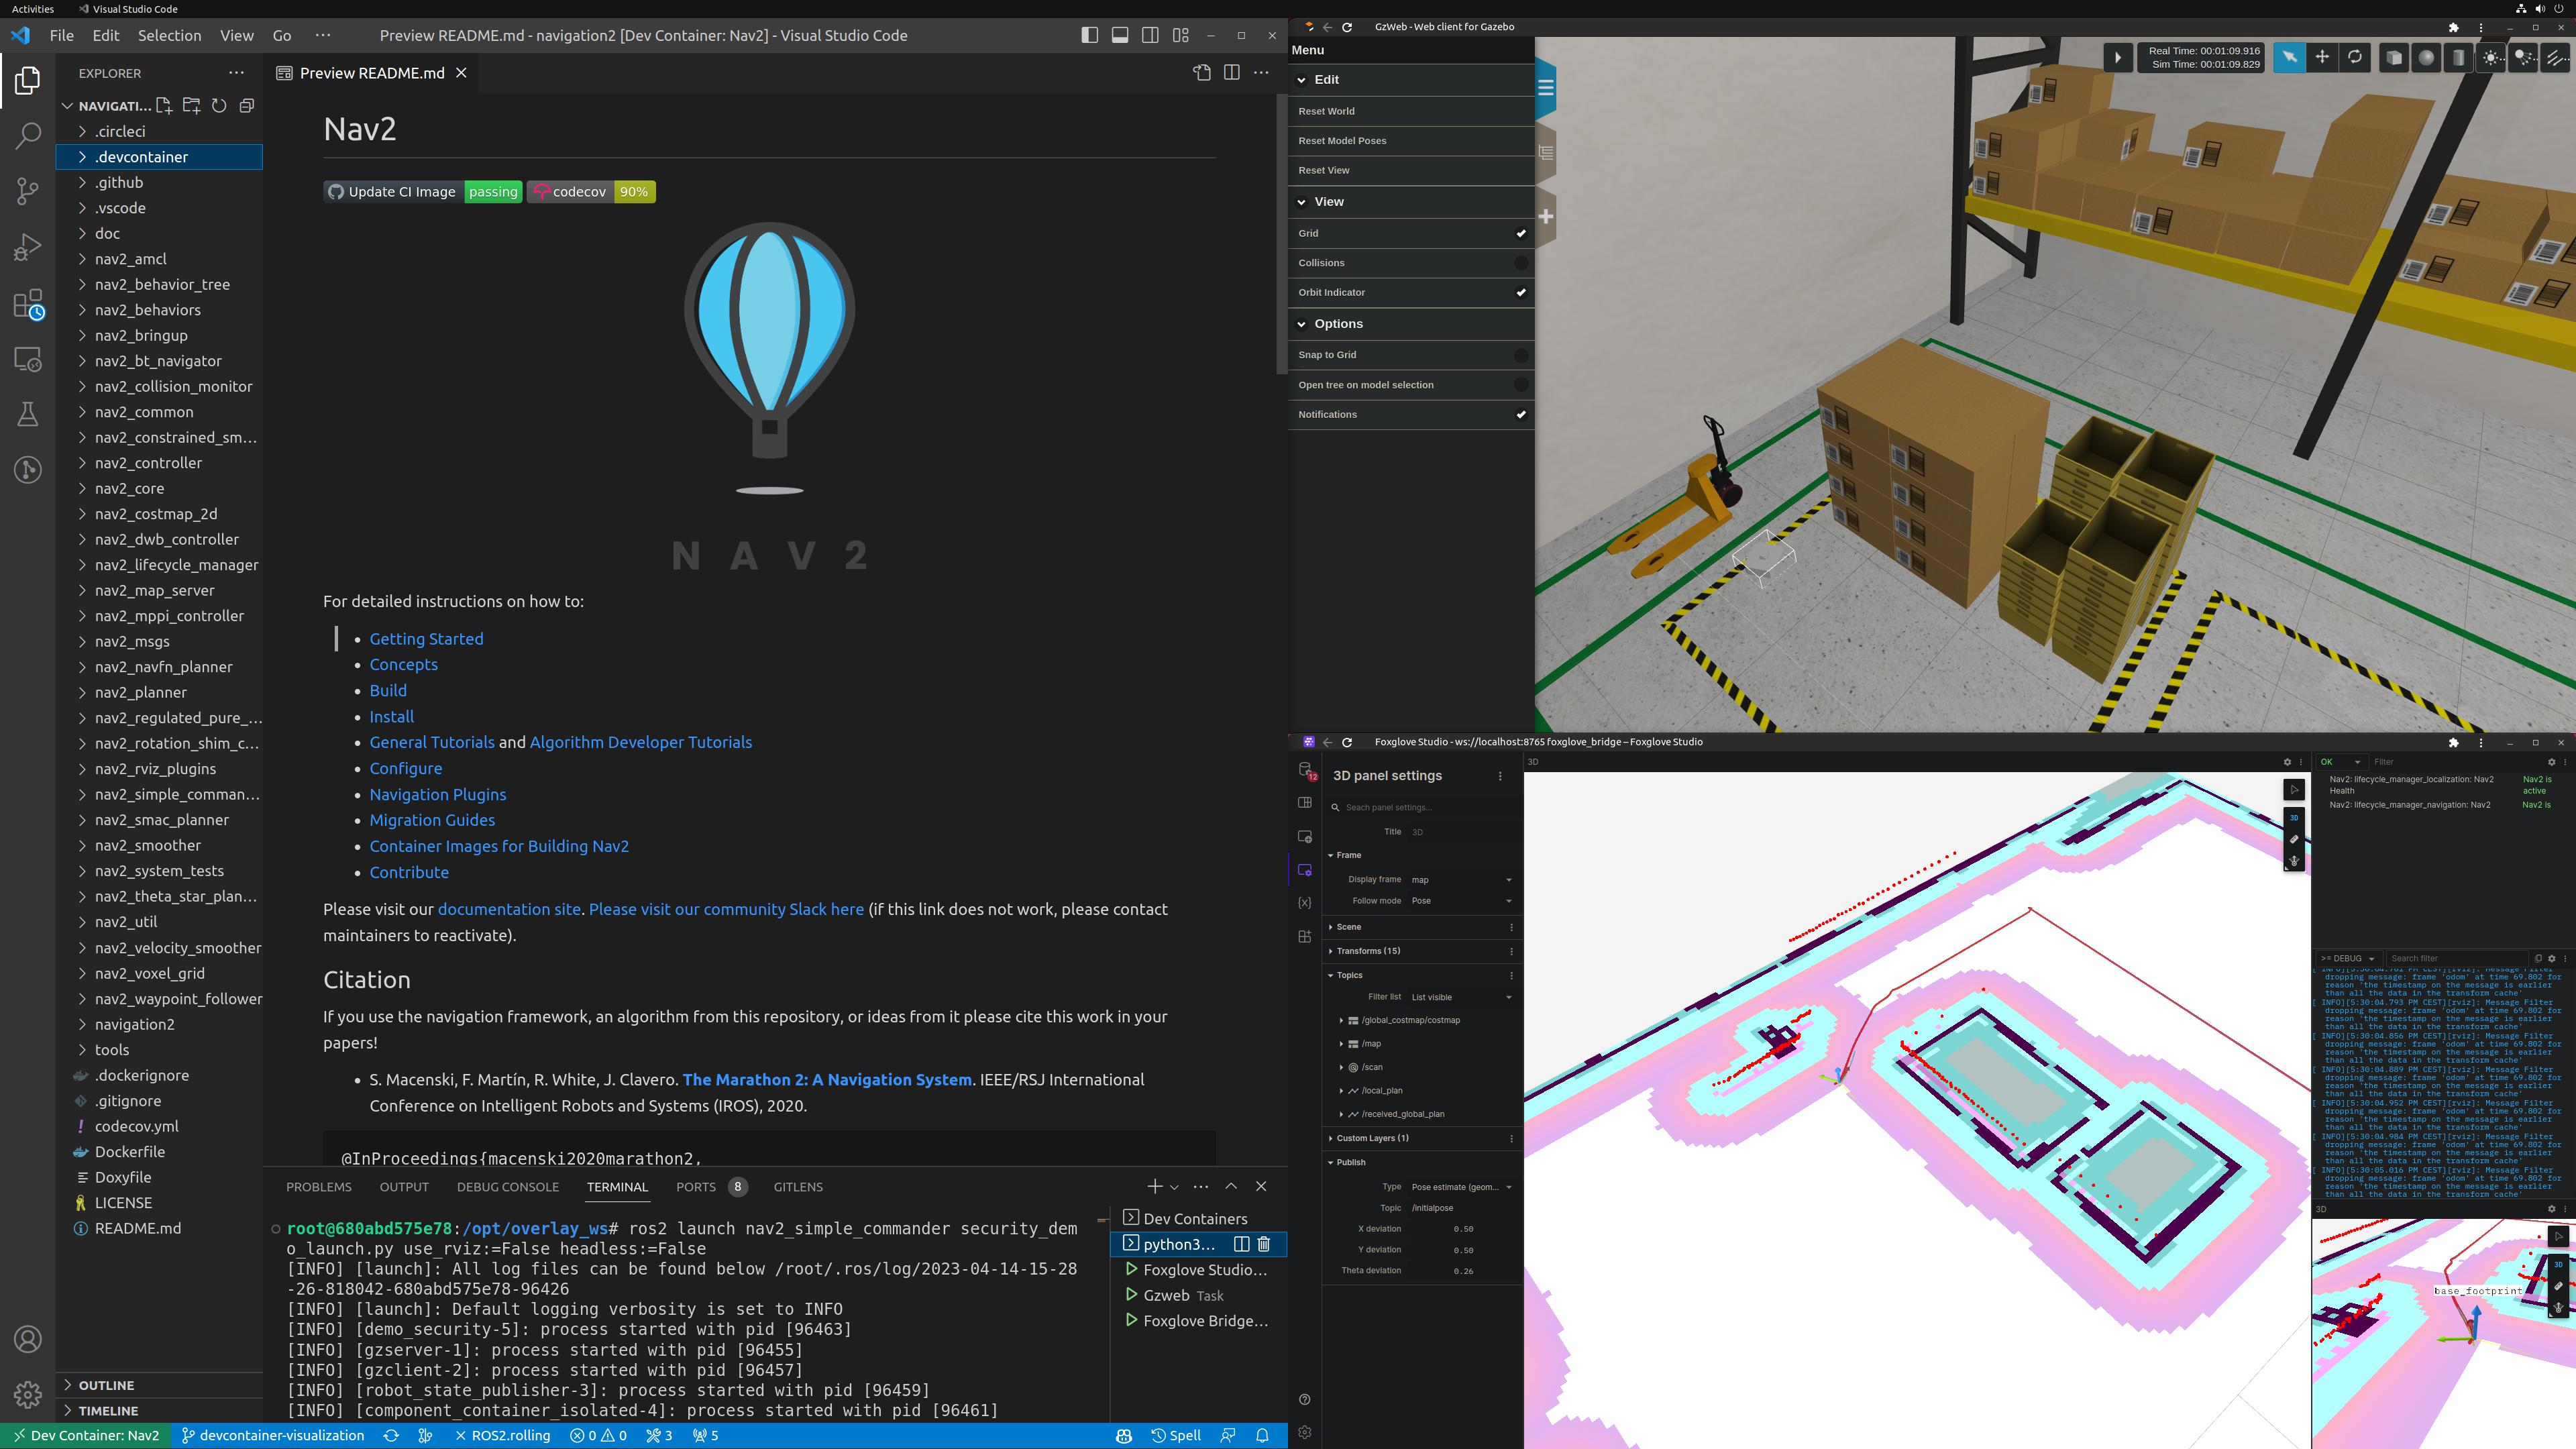 Activities
Visual Studio Code
File Edit Selection View Go ···
Preview README.md - navigation2 [Dev Container: Nav2] - Visual Studio Code
EXPLORER
NAVIGATI...
.circleci
.devcontainer
.github
.vscode
doc
nav2_amcl
nav2_behavior_tree
nav2_behaviors
nav2_bringup
nav2_bt_navigator
nav2_collision_monitor
nav2_common
nav2_constrained_sm...
nav2_controller
nav2_core
nav2_costmap_2d
nav2_dwb_controller
nav2_lifecycle_manager
nav2_map_server
nav2_mppi_controller
nav2_msgs
nav2_navfn_planner
nav2_planner
nav2_regulated_pure_...
nav2_rotation_shim_c...
nav2_rviz_plugins
nav2_simple_comman...
nav2_smac_planner
nav2_smoother
nav2_system_tests
nav2_theta_star_plan...
nav2_util
nav2_velocity_smoother
nav2_voxel_grid
nav2_waypoint_follower
navigation2
tools
.dockerignore
.gitignore
codecov.yml
Dockerfile
Doxyfile
LICENSE
README.md
OUTLINE
TIMELINE
Preview README.md
Nav2
Update CI Image passing codecov 90%
NAV2
For detailed instructions on how to:
• Getting Started
• Concepts
• Build
• Install
• General Tutorials and Algorithm Developer Tutorials
• Configure
• Navigation Plugins
• Migration Guides
• Container Images for Building Nav2
• Contribute
Please visit our documentation site. Please visit our community Slack here (if this link does not work, please contact
maintainers to reactivate).
Citation
If you use the navigation framework, an algorithm from this repository, or ideas from it please cite this work in your
papers!
• S. Macenski, F. Martín, R. White, J. Clavero. The Marathon 2: A Navigation System. IEEE/RSJ International
Conference on Intelligent Robots and Systems (IROS), 2020.
@InProceedings{macenski2020marathon2,
PROBLEMS OUTPUT DEBUG CONSOLE TERMINAL PORTS 8 GITLENS
root@680abd575e78:/opt/overlay_ws# ros2 launch nav2_simple_commander security_dem
o_launch.py use_rviz:=False headless:=False
[INFO] [launch]: All log files can be found below /root/.ros/log/2023-04-14-15-28
-26-818042-680abd575e78-96426
[INFO] [launch]: Default logging verbosity is set to INFO
[INFO] [demo_security-5]: process started with pid [96463]
[INFO] [gzserver-1]: process started with pid [96455]
[INFO] [gzclient-2]: process started with pid [96457]
[INFO] [robot_state_publisher-3]: process started with pid [96459]
[INFO] [component_container_isolated-4]: process started with pid [96461]
Dev Containers
python3...
Foxglove Studio...
Gzweb Task
Foxglove Bridge...
Dev Container: Nav2 devcontainer-visualization ROS2.rolling 0 0 3 5 Spell
GzWeb - Web client for Gazebo
Menu
Edit
Reset World
Reset Model Poses
Reset View
View
Grid
Collisions
Orbit Indicator
Options
Snap to Grid
Open tree on model selection
Notifications
Real Time: 00:01:09.916
Sim Time: 00:01:09.829
Foxglove Studio - ws://localhost:8765 foxglove_bridge – Foxglove Studio
12
3D panel settings
Seach panel settings...
Title 3D
Frame
Display frame map
Follow mode Pose
Scene
Transforms (15)
Topics
Filter list List visible
/global_costmap/costmap
/map
/scan
/local_plan
/received_global_plan
Custom Layers (1)
Publish
Type Pose estimate (geom...
Topic /initialpose
X deviation 0.50
Y deviation 0.50
Theta deviation 0.26
3D
3D
OK Filter
Nav2: lifecycle_manager_localization: Nav2 Health Nav2 is active
Nav2: lifecycle_manager_navigation: Nav2 Nav2 is
>= DEBUG Search filter
dropping message: frame 'odom' at time 69.802 for
reason 'the timestamp on the message is earlier
than all the data in the transform cache'
[ INFO][5:30:04.793 PM CEST][rviz]: Message Filter
dropping message: frame 'odom' at time 69.802 for
reason 'the timestamp on the message is earlier
than all the data in the transform cache'
[ INFO][5:30:04.856 PM CEST][rviz]: Message Filter
dropping message: frame 'odom' at time 69.802 for
reason 'the timestamp on the message is earlier
than all the data in the transform cache'
[ INFO][5:30:04.889 PM CEST][rviz]: Message Filter
dropping message: frame 'odom' at time 69.802 for
reason 'the timestamp on the message is earlier
than all the data in the transform cache'
[ INFO][5:30:04.952 PM CEST][rviz]: Message Filter
dropping message: frame 'odom' at time 69.802 for
reason 'the timestamp on the message is earlier
than all the data in the transform cache'
[ INFO][5:30:04.984 PM CEST][rviz]: Message Filter
dropping message: frame 'odom' at time 69.802 for
reason 'the timestamp on the message is earlier
than all the data in the transform cache'
[ INFO][5:30:05.016 PM CEST][rviz]: Message Filter
dropping message: frame 'odom' at time 69.802 for
reason 'the timestamp on the message is earlier
than all the data in the transform cache'
3D
3D
base_footprint